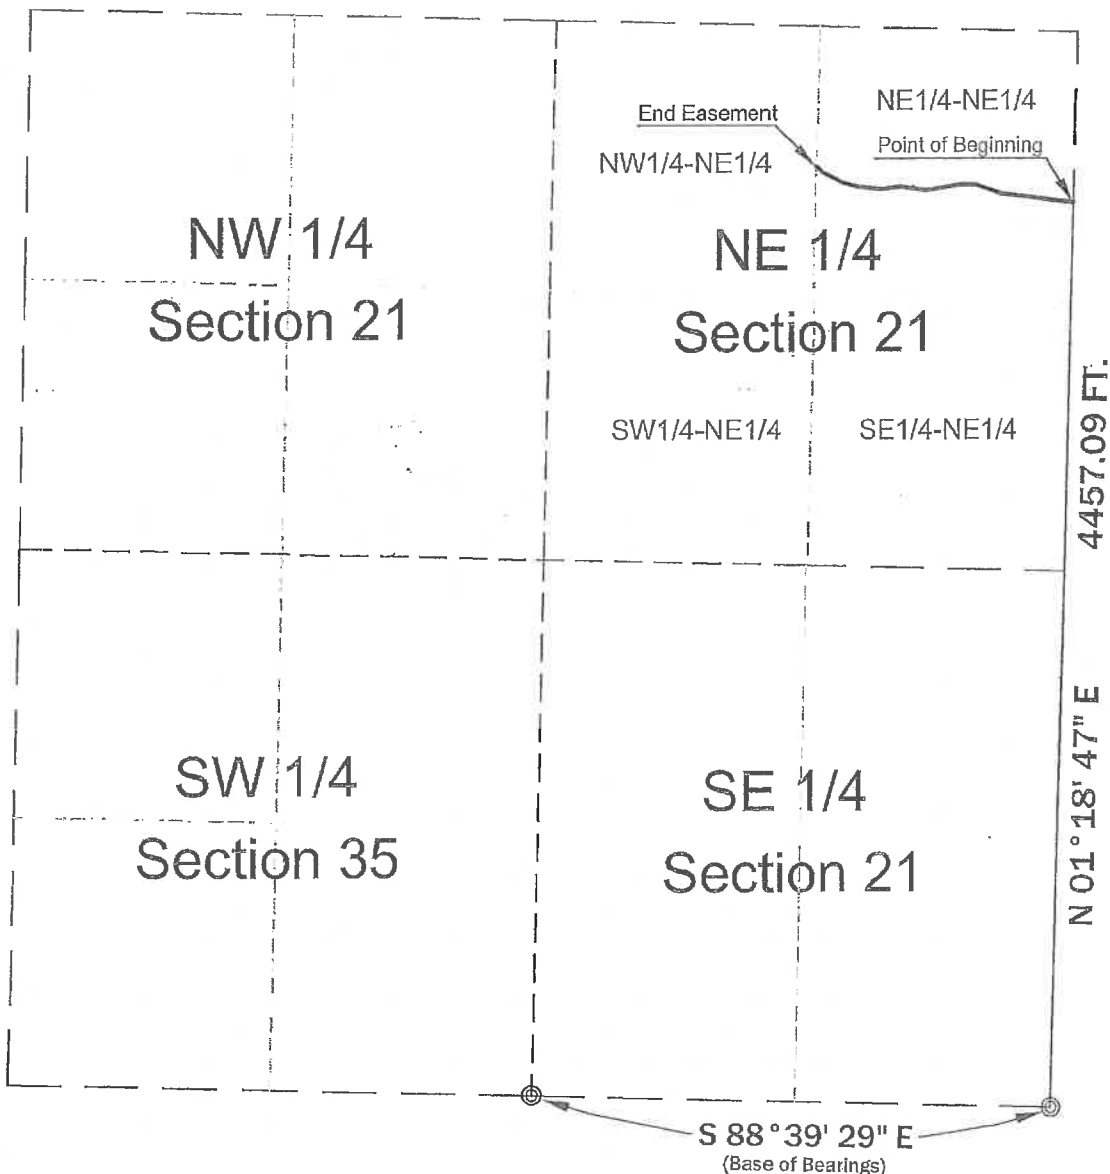 NE1/4-NE1/4
End Easement
Point of Beginning
NW1/4-NE1/4
NW 1/4
Section 21
NE 1/4
Section 21
SW1/4-NE1/4
SE1/4-NE1/4
4457.09 FT.
N 01° 18' 47" E
SW 1/4
Section 35
SE 1/4
Section 21
S 88° 39' 29" E
(Base of Bearings)